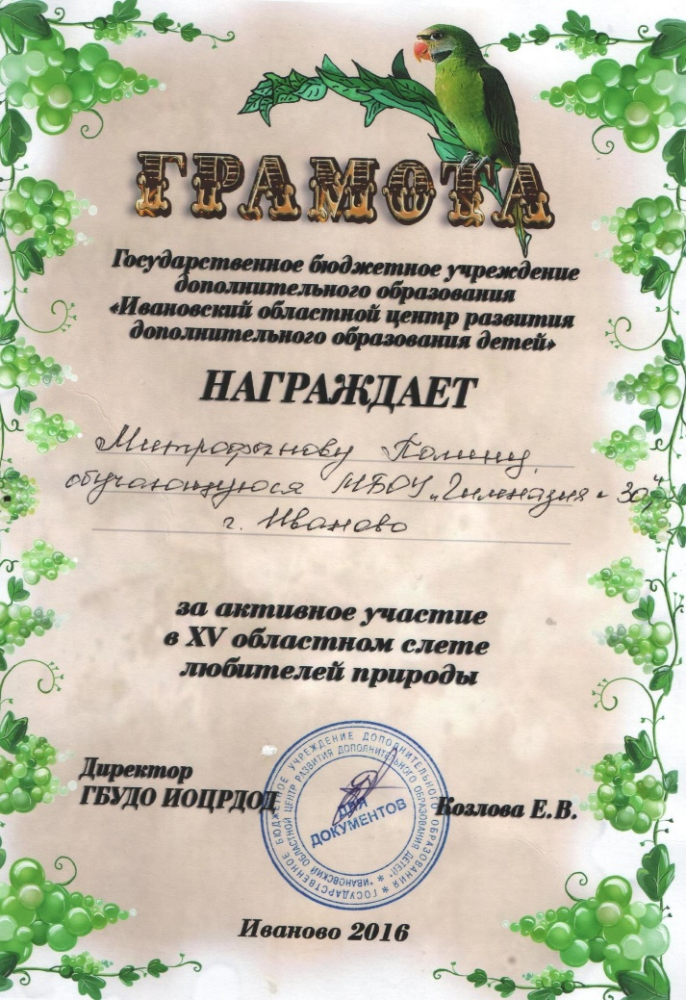 ГРАМОТА
Государственное бюджетное учреждение
дополнительного образования
«Ивановский областной центр развития
дополнительного образования детей»
НАГРАЖДАЕТ
Митрофанову Полину,
обучающуюся МБОУ „Гимназия № 30",
г. Иваново
за активное участие
в XV областном слете
любителей природы
Директор
ГБУДО ИОЦРДОД
Козлова Е.В.
ГОСУДАРСТВЕННОЕ БЮДЖЕТНОЕ УЧРЕЖДЕНИЕ ДОПОЛНИТЕЛЬНОГО ОБРАЗОВАНИЯ
"ИВАНОВСКИЙ ОБЛАСТНОЙ ЦЕНТР РАЗВИТИЯ ДОПОЛНИТЕЛЬНОГО ОБРАЗОВАНИЯ ДЕТЕЙ"
ДЛЯ
ДОКУМЕНТОВ
Иваново 2016